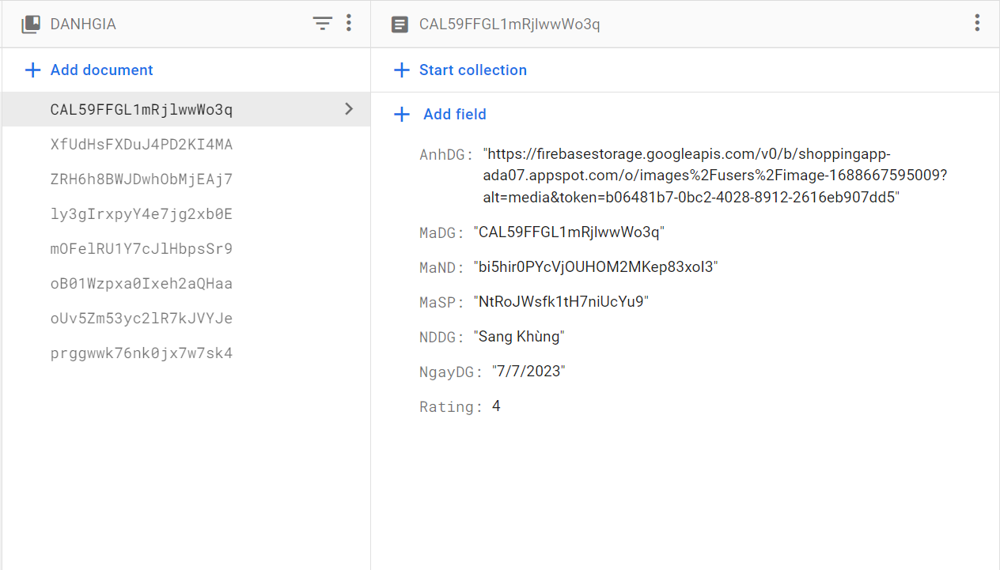 DANHGIA
Add document
CAL59FFGL1mRjlwwWo3q
XfUdHsFXDuJ4PD2KI4MA
ZRH6h8BWJDwhObMjEAj7
ly3gIrxpyY4e7jg2xb0E
mOFelRU1Y7cJlHbpsSr9
oB01Wzpxa0Ixeh2aQHaa
oUv5Zm53yc2lR7kJVYJe
prggwwk76nk0jx7w7sk4
CAL59FFGL1mRjlwwWo3q
Start collection
Add field
AnhDG: "https://firebasestorage.googleapis.com/v0/b/shoppingapp-
ada07.appspot.com/o/images%2Fusers%2Fimage-1688667595009?
alt=media&token=b06481b7-0bc2-4028-8912-2616eb907dd5"
MaDG: "CAL59FFGL1mRjlwwWo3q"
MaND: "bi5hir0PYcVjOUHOM2MKep83xoI3"
MaSP: "NtRoJWsfk1tH7niUcYu9"
NDDG: "Sang Khùng"
NgayDG: "7/7/2023"
Rating: 4